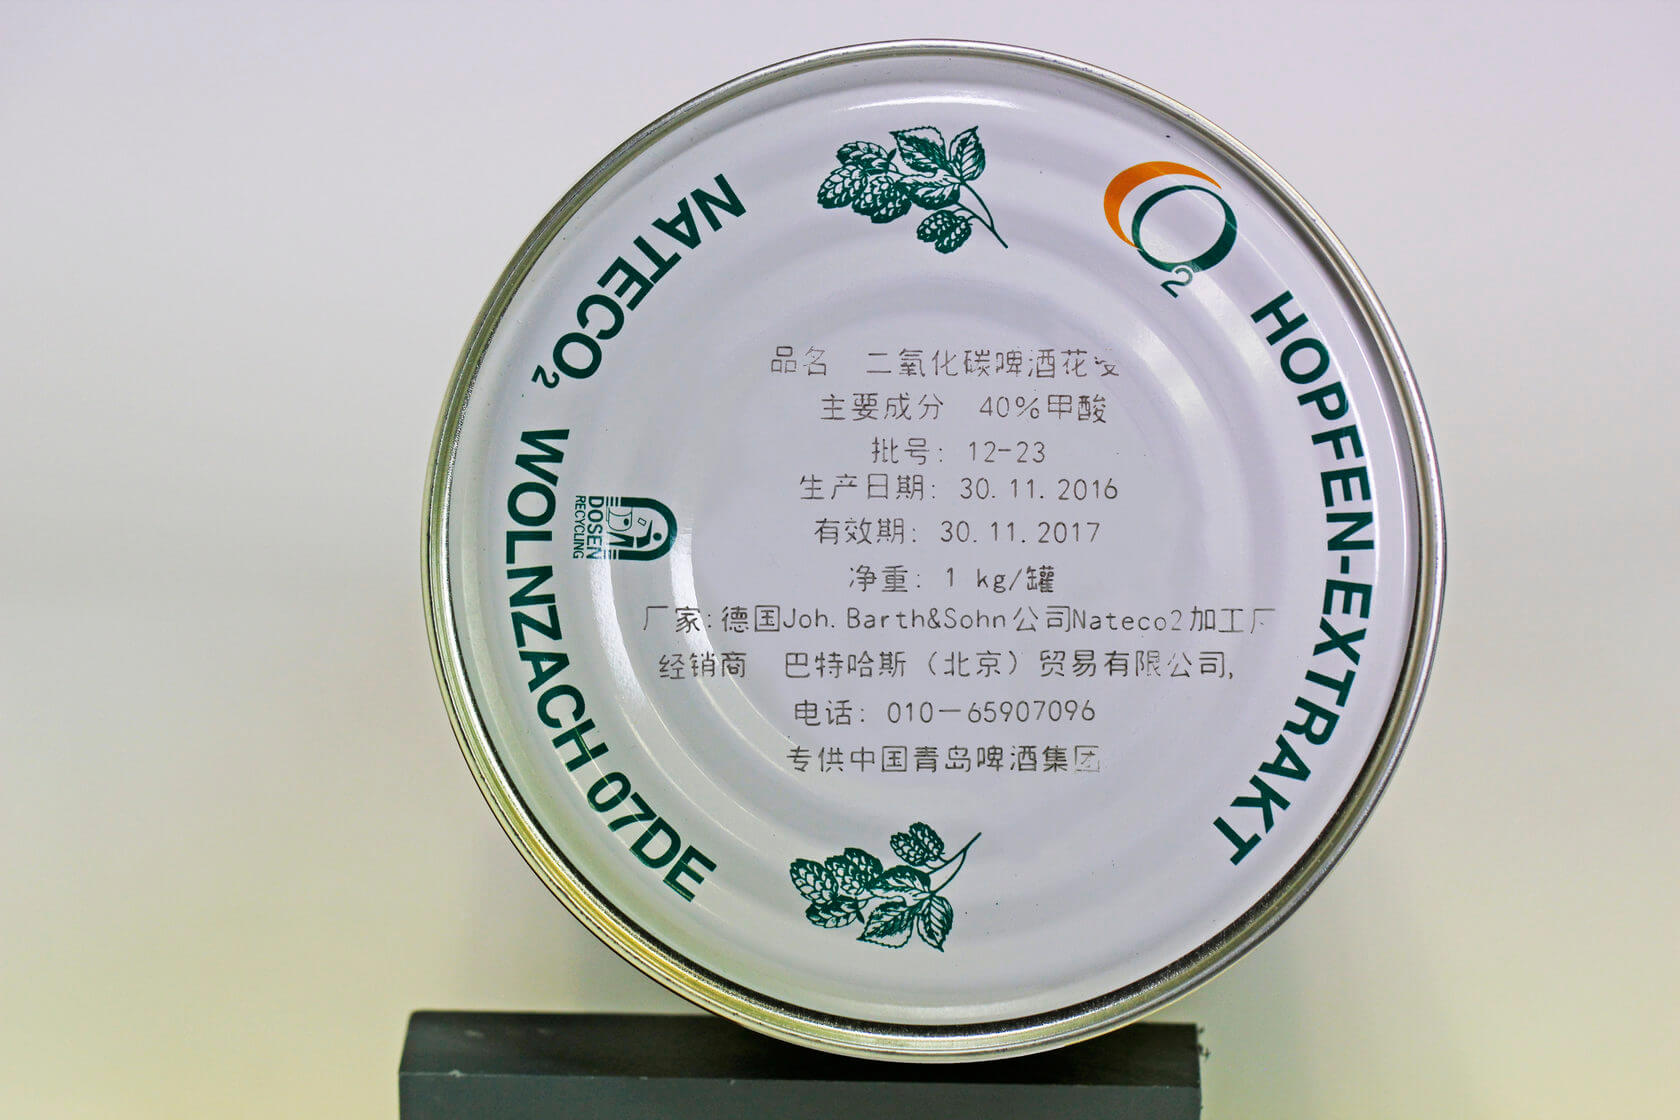 NATECO₂ WOLNZACH 07DE
O₂
HOPFEN-EXTRAKT
DOSEN
RECYCLING
品名 二氧化碳啤酒花
主要成分 40%甲酸
批号: 12-23
生产日期: 30.11.2016
有效期: 30.11.2017
净重: 1 kg/罐
厂家:德国Joh.Barth&Sohn公司Nateco2加工厂
经销商 巴特哈斯（北京）贸易有限公司,
电话: 010-65907096
专供中国青岛啤酒集团